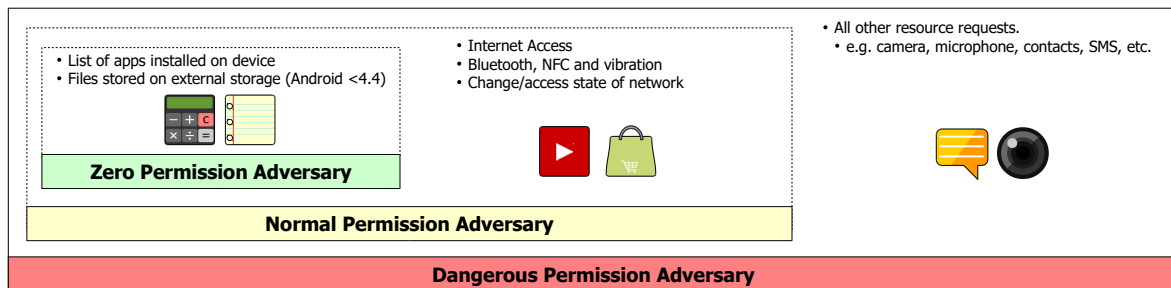 • List of apps installed on device
• Files stored on external storage (Android <4.4)
− + C
× ÷ =
Zero Permission Adversary
• Internet Access
• Bluetooth, NFC and vibration
• Change/access state of network
Normal Permission Adversary
• All other resource requests.
• e.g. camera, microphone, contacts, SMS, etc.
Dangerous Permission Adversary